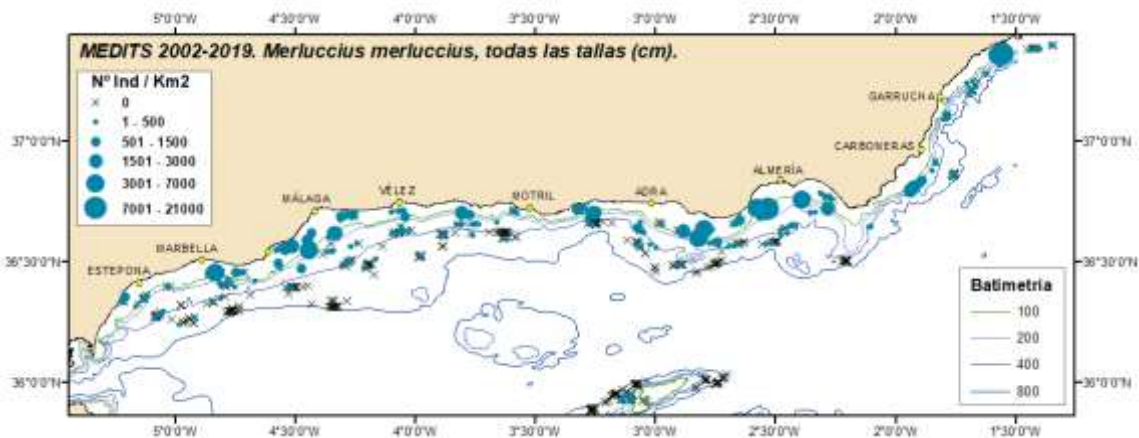 5°0'0"W 4°30'0"W 4°0'0"W 3°30'0"W 3°0'0"W 2°30'0"W 2°0'0"W 1°30'0"W
MEDITS 2002-2019. Merluccius merluccius, todas las tallas (cm).
Nº Ind / Km2
0
1 - 500
501 - 1500
1501 - 3000
3001 - 7000
7001 - 21000
GARRUCHA
37°0'0"N 37°0'0"N
CARBONERAS
ALMERÍA
MÁLAGA
VÉLEZ
MOTRIL
ADRA
MARBELLA
ESTEPONA
36°30'0"N 36°30'0"N
Batimetria
100
200
400
800
36°0'0"N 36°0'0"N
5°0'0"W 4°30'0"W 4°0'0"W 3°30'0"W 3°0'0"W 2°30'0"W 2°0'0"W 1°30'0"W